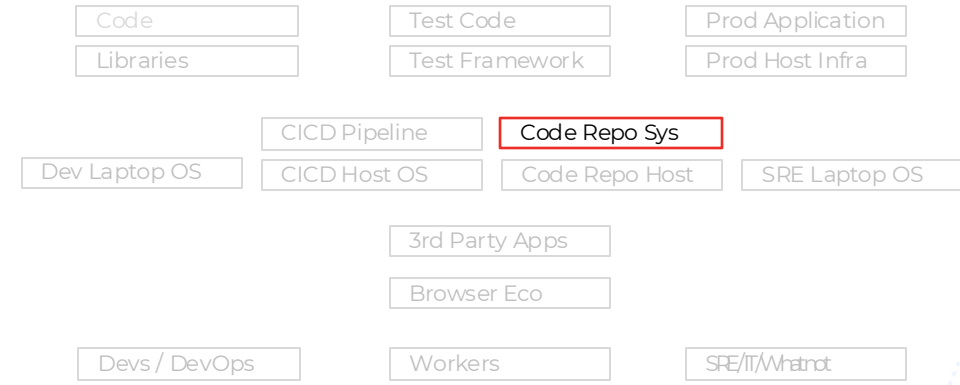 Code
Test Code
Prod Application
Libraries
Test Framework
Prod Host Infra
CICD Pipeline
Code Repo Sys
Dev Laptop OS
CICD Host OS
Code Repo Host
SRE Laptop OS
3rd Party Apps
Browser Eco
Devs / DevOps
Workers
SRE/IT/Whatnot